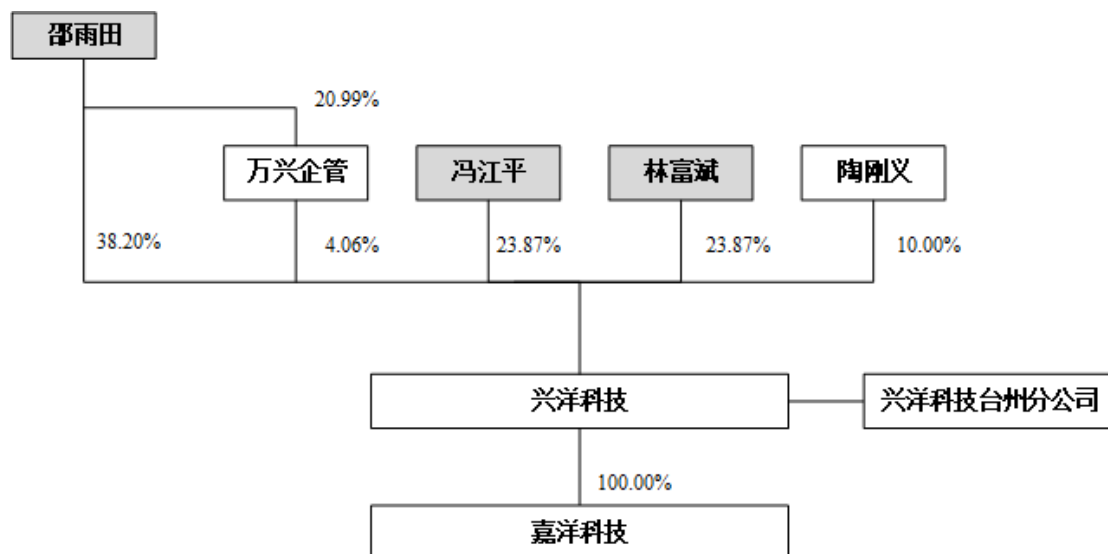 邵雨田
20.99%
万兴企管
冯江平
林富斌
陶刚义
38.20%
4.06%
23.87%
23.87%
10.00%
兴洋科技
兴洋科技台州分公司
100.00%
嘉洋科技